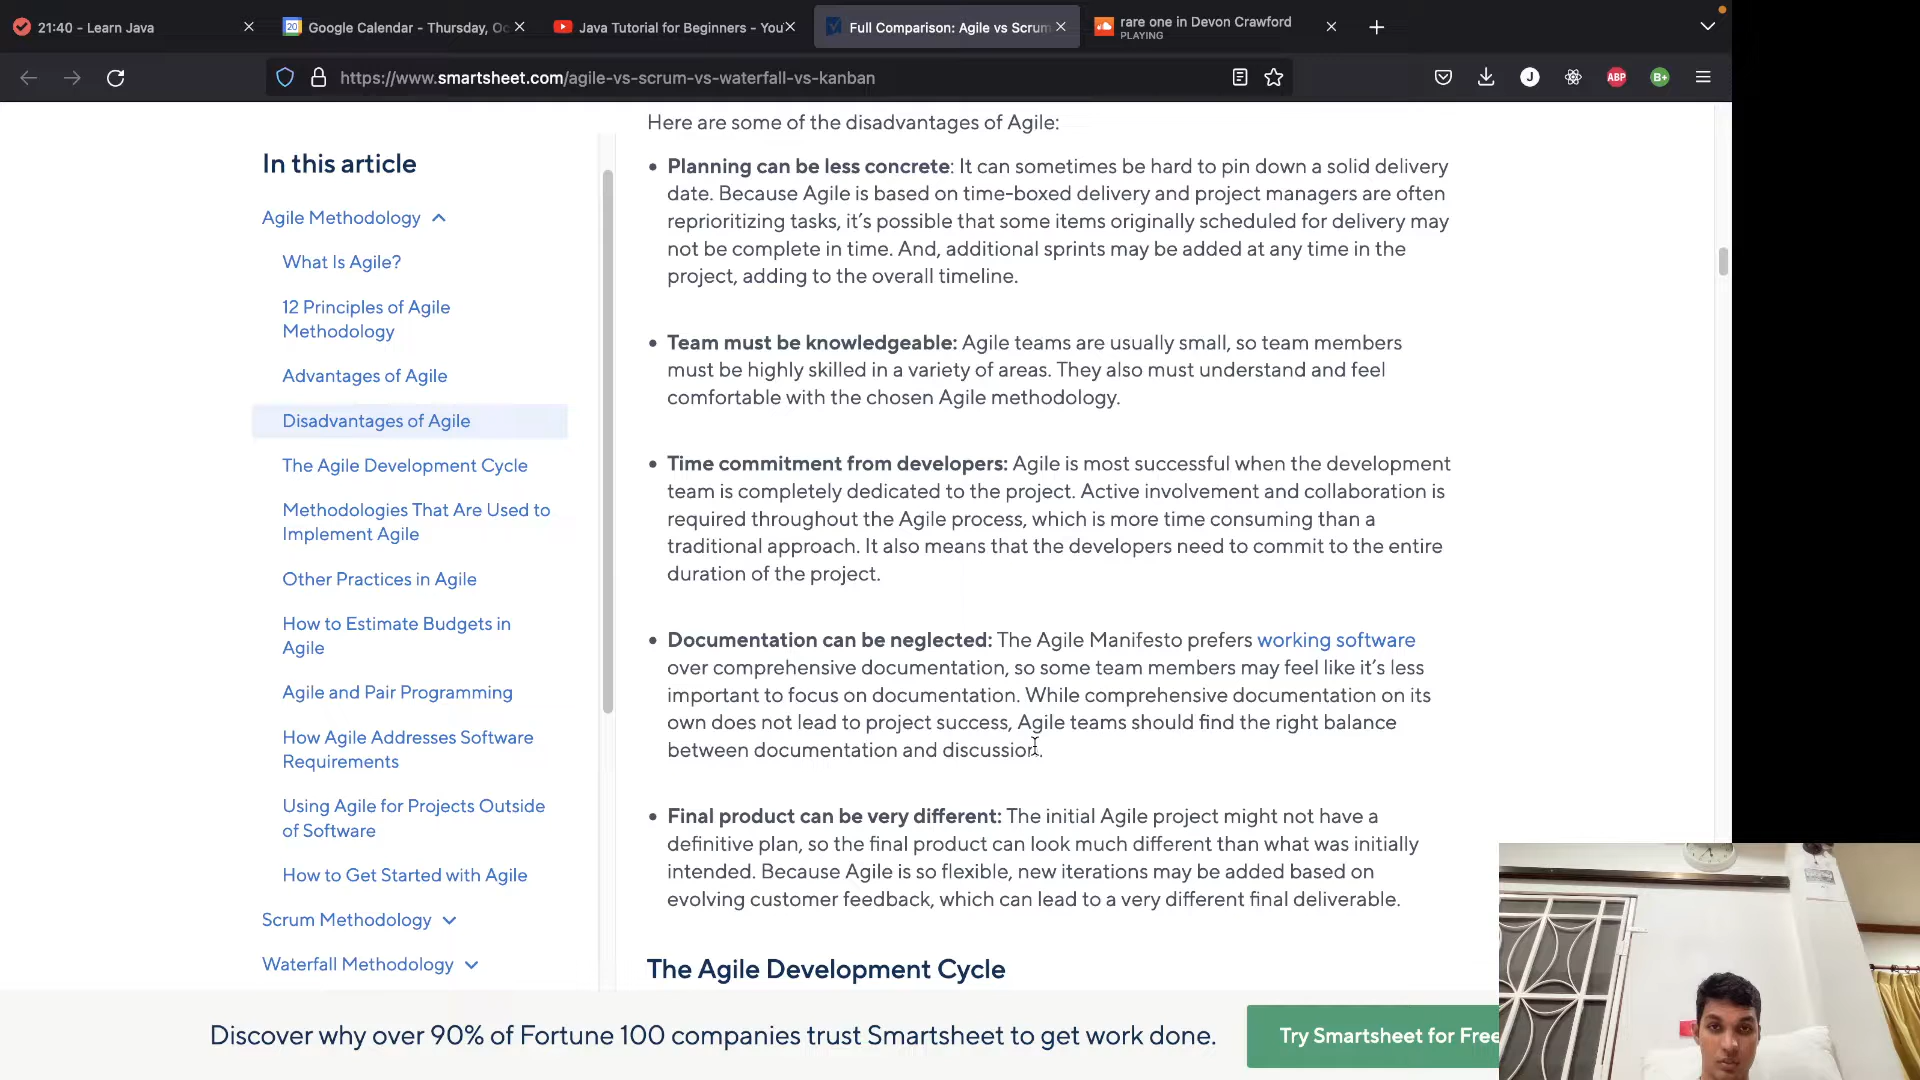 21:40 - Learn Java
20
Google Calendar - Thursday, Oc
Java Tutorial for Beginners - You
Full Comparison: Agile vs Scrum
rare one in Devon Crawford
PLAYING
https://www.smartsheet.com/agile-vs-scrum-vs-waterfall-vs-kanban
J
ABP
B+
In this article
Agile Methodology
What Is Agile?
12 Principles of Agile
Methodology
Advantages of Agile
Disadvantages of Agile
The Agile Development Cycle
Methodologies That Are Used to
Implement Agile
Other Practices in Agile
How to Estimate Budgets in
Agile
Agile and Pair Programming
How Agile Addresses Software
Requirements
Using Agile for Projects Outside
of Software
How to Get Started with Agile
Scrum Methodology
Waterfall Methodology
Here are some of the disadvantages of Agile:
• Planning can be less concrete: It can sometimes be hard to pin down a solid delivery
date. Because Agile is based on time-boxed delivery and project managers are often
reprioritizing tasks, it’s possible that some items originally scheduled for delivery may
not be complete in time. And, additional sprints may be added at any time in the
project, adding to the overall timeline.
• Team must be knowledgeable: Agile teams are usually small, so team members
must be highly skilled in a variety of areas. They also must understand and feel
comfortable with the chosen Agile methodology.
• Time commitment from developers: Agile is most successful when the development
team is completely dedicated to the project. Active involvement and collaboration is
required throughout the Agile process, which is more time consuming than a
traditional approach. It also means that the developers need to commit to the entire
duration of the project.
• Documentation can be neglected: The Agile Manifesto prefers working software
over comprehensive documentation, so some team members may feel like it’s less
important to focus on documentation. While comprehensive documentation on its
own does not lead to project success, Agile teams should find the right balance
between documentation and discussion.
• Final product can be very different: The initial Agile project might not have a
definitive plan, so the final product can look much different than what was initially
intended. Because Agile is so flexible, new iterations may be added based on
evolving customer feedback, which can lead to a very different final deliverable.
The Agile Development Cycle
Discover why over 90% of Fortune 100 companies trust Smartsheet to get work done.
Try Smartsheet for Free